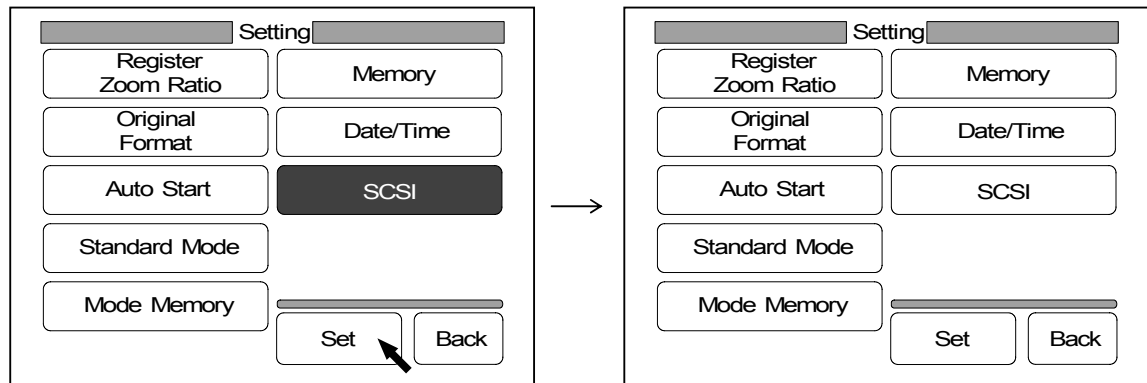 Setting
Register
Zoom Ratio
Memory
Original
Format
Date/Time
Auto Start
SCSI
Standard Mode
Mode Memory
Set
Back
Setting
Register
Zoom Ratio
Memory
Original
Format
Date/Time
Auto Start
SCSI
Standard Mode
Mode Memory
Set
Back